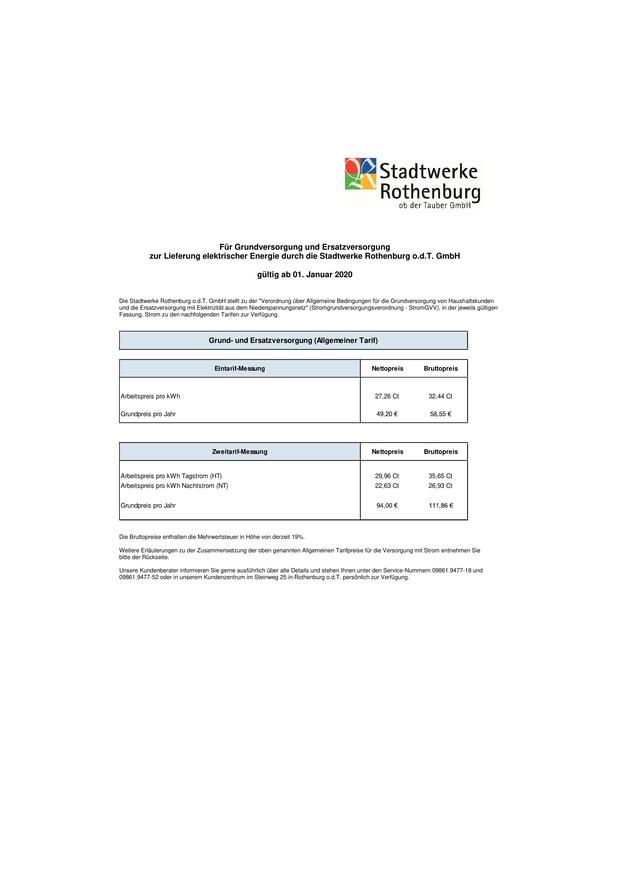 Stadtwerke
Rothenburg
ob der Tauber GmbH
Für Grundversorgung und Ersatzversorgung
zur Lieferung elektrischer Energie durch die Stadtwerke Rothenburg o.d.T. GmbH
gültig ab 01. Januar 2020
Die Stadtwerke Rothenburg o.d.T. GmbH stellt zu der "Verordnung über Allgemeine Bedingungen für die Grundversorgung von Haushaltskunden
und die Ersatzversorgung mit Elektrizität aus dem Niederspannungsnetz" (Stromgrundversorgungsverordnung - StromGVV), in der jeweils gültigen
Fassung, Strom zu den nachfolgenden Tarifen zur Verfügung.
Grund- und Ersatzversorgung (Allgemeiner Tarif)
Eintarif-Messung Nettopreis Bruttopreis
Arbeitspreis pro kWh 27,26 Ct 32,44 Ct
Grundpreis pro Jahr 49,20 € 58,55 €
Zweitarif-Messung Nettopreis Bruttopreis
Arbeitspreis pro kWh Tagstrom (HT) 29,96 Ct 35,65 Ct
Arbeitspreis pro kWh Nachtstrom (NT) 22,63 Ct 26,93 Ct
Grundpreis pro Jahr 94,00 € 111,86 €
Die Bruttopreise enthalten die Mehrwertsteuer in Höhe von derzeit 19%.
Weitere Erläuterungen zu der Zusammensetzung der oben genannten Allgemeinen Tarifpreise für die Versorgung mit Strom entnehmen Sie
bitte der Rückseite.
Unsere Kundenberater informieren Sie gerne ausführlich über alle Details und stehen Ihnen unter den Service-Nummern 09861.9477-18 und
09861.9477-52 oder in unserem Kundenzentrum im Steinweg 25 in Rothenburg o.d.T. persönlich zur Verfügung.